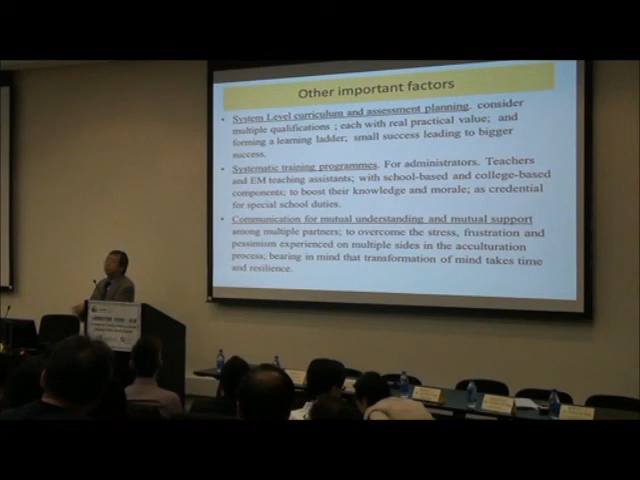 Other important factors
• System Level curriculum and assessment planning. consider
multiple qualifications ; each with real practical value; and
forming a learning ladder; small success leading to bigger
success.
• Systematic training programmes. For administrators. Teachers
and EM teaching assistants; with school-based and college-based
components; to boost their knowledge and morale; as credential
for special school duties.
• Communication for mutual understanding and mutual support
among multiple partners; to overcome the stress, frustration and
pessimism experienced on multiple sides in the acculturation
process; bearing in mind that transformation of mind takes time
and resilience.